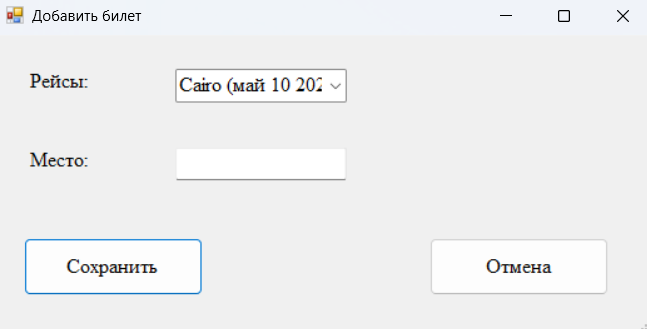 Добавить билет
Рейсы:
Cairo (май 10 202
Место:
Сохранить
Отмена